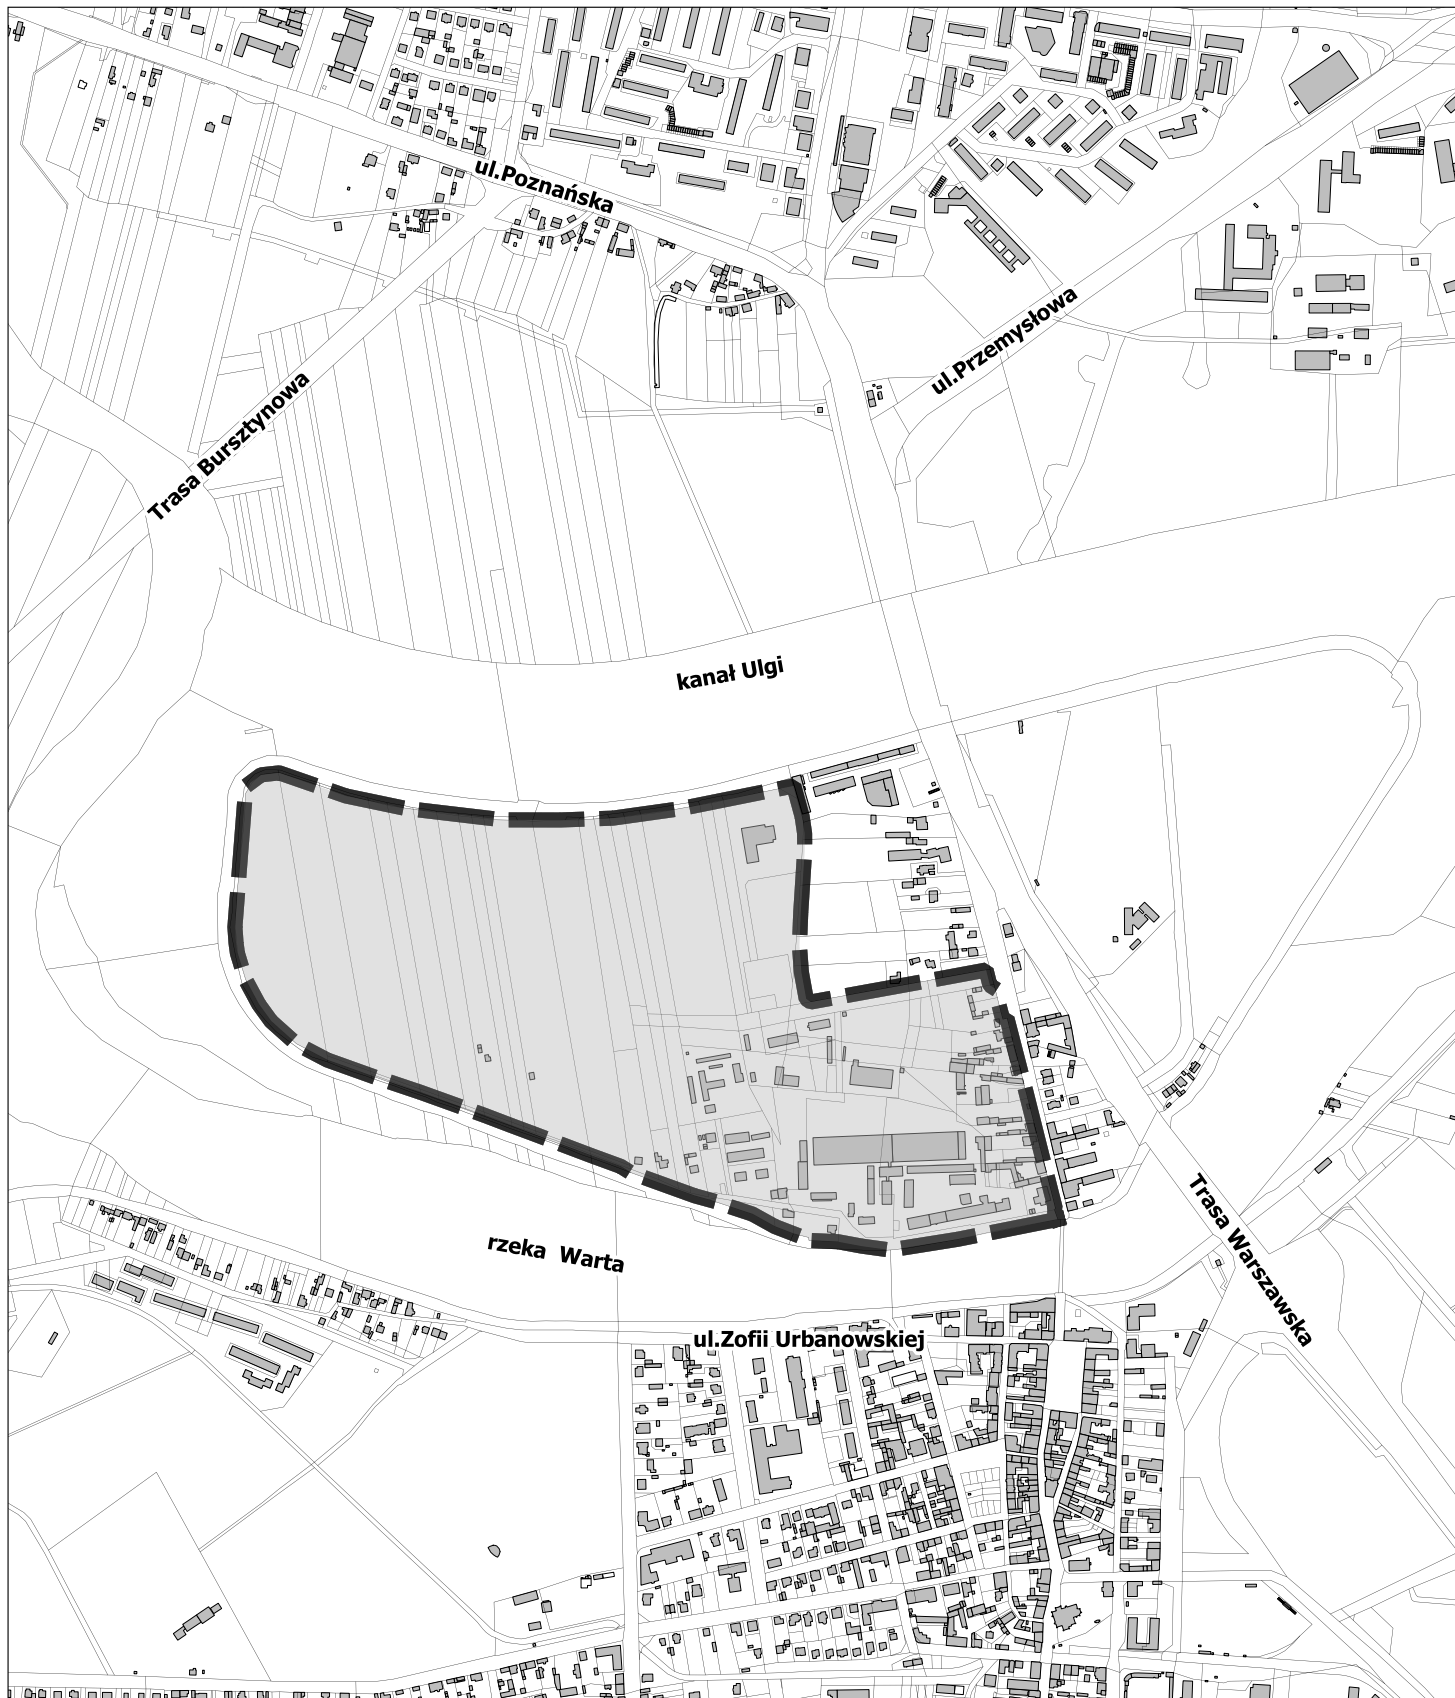 ul.Poznańska
ul.Przemysłowa
Trasa Bursztynowa
kanał Ulgi
Trasa Warszawska
rzeka Warta
ul.Zofii Urbanowskiej